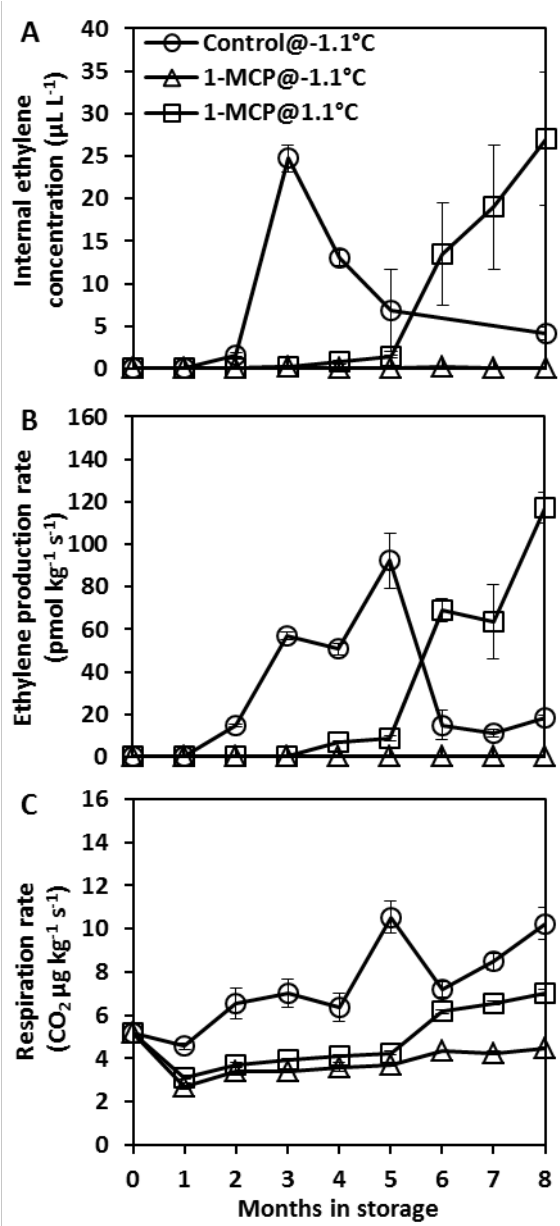 A
Internal ethylene
concentration (µL L⁻¹)
40
35
30
25
20
15
10
5
0
Control@-1.1°C
1-MCP@-1.1°C
1-MCP@1.1°C
B
Ethylene production rate
(pmol kg⁻¹ s⁻¹)
160
140
120
100
80
60
40
20
0
C
Respiration rate
(CO₂ µg kg⁻¹ s⁻¹)
16
14
12
10
8
6
4
2
0
0 1 2 3 4 5 6 7 8
Months in storage